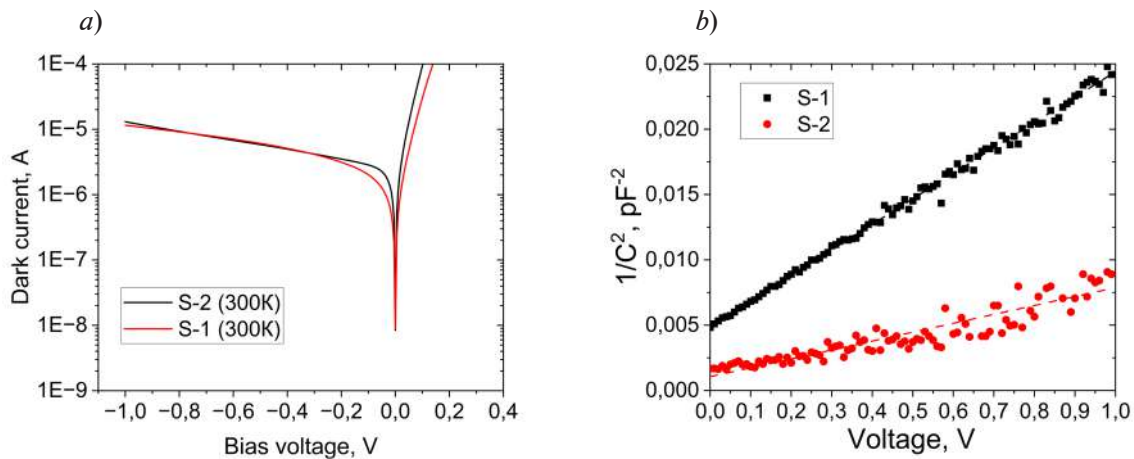 a)
1E−4
1E−5
1E−6
1E−7
1E−8
1E−9
Dark current, A
S-2 (300K)
S-1 (300K)
−1,0 −0,8 −0,6 −0,4 −0,2 0,0 0,2 0,4
Bias voltage, V
b)
0,025
0,020
0,015
0,010
0,005
0,000
1/C², pF⁻²
S-1
S-2
0,0 0,1 0,2 0,3 0,4 0,5 0,6 0,7 0,8 0,9 1,0
Voltage, V